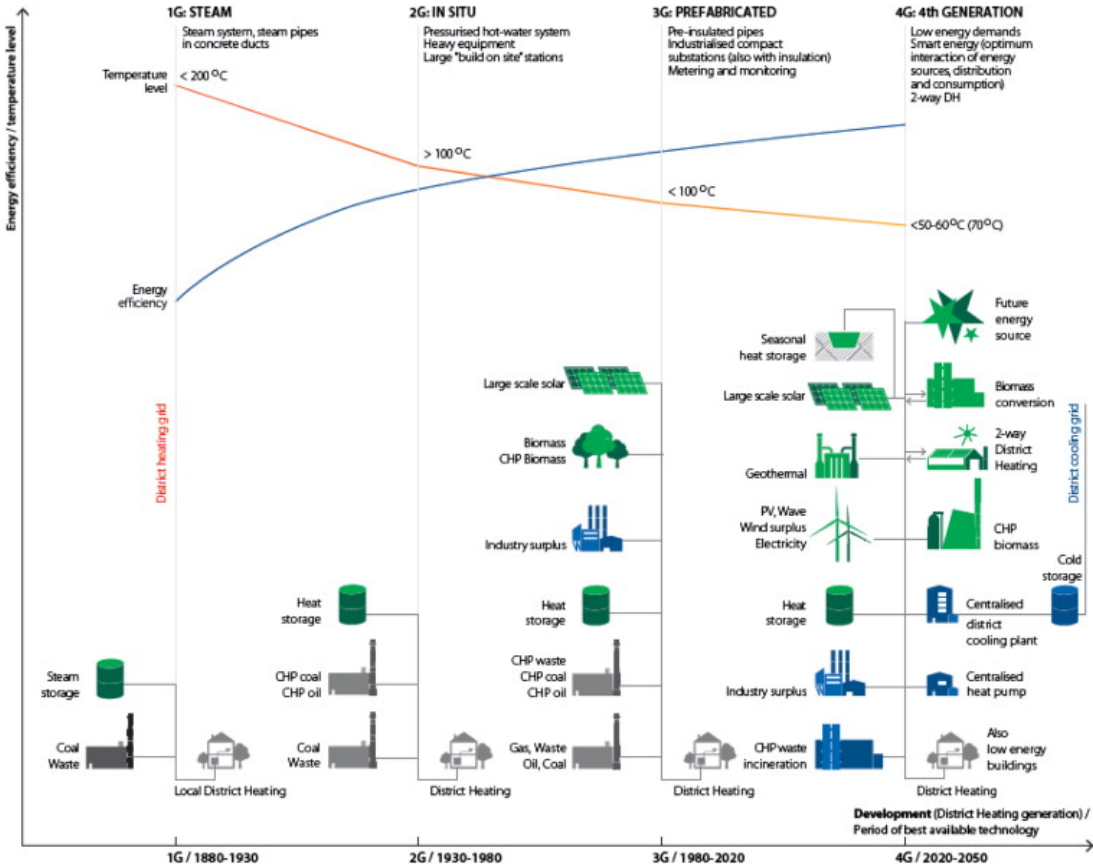 1G: STEAM
Steam system, steam pipes
in concrete ducts
2G: IN SITU
Pressurised hot-water system
Heavy equipment
Large "build on site" stations
3G: PREFABRICATED
Pre-insulated pipes
Industrialised compact
substations (also with insulation)
Metering and monitoring
4G: 4th GENERATION
Low energy demands
Smart energy (optimum
interaction of energy
sources, distribution
and consumption)
2-way DH
Energy efficiency / temperature level
Temperature
level
< 200 °C
> 100 °C
< 100 °C
<50-60°C (70°C)
Energy
efficiency
District heating grid
District cooling grid
Steam
storage
Coal
Waste
Local District Heating
Heat
storage
CHP coal
CHP oil
Coal
Waste
District Heating
Large scale solar
Biomass
CHP Biomass
Industry surplus
Heat
storage
CHP waste
CHP coal
CHP oil
Gas, Waste
Oil, Coal
District Heating
Seasonal
heat storage
Large scale solar
Geothermal
PV, Wave
Wind surplus
Electricity
Heat
storage
Industry surplus
CHP waste
incineration
Future
energy
source
Biomass
conversion
2-way
District
Heating
CHP
biomass
Cold
storage
Centralised
district
cooling plant
Centralised
heat pump
Also
low energy
buildings
District Heating
Development (District Heating generation) /
Period of best available technology
1G / 1880-1930
2G / 1930-1980
3G / 1980-2020
4G / 2020-2050